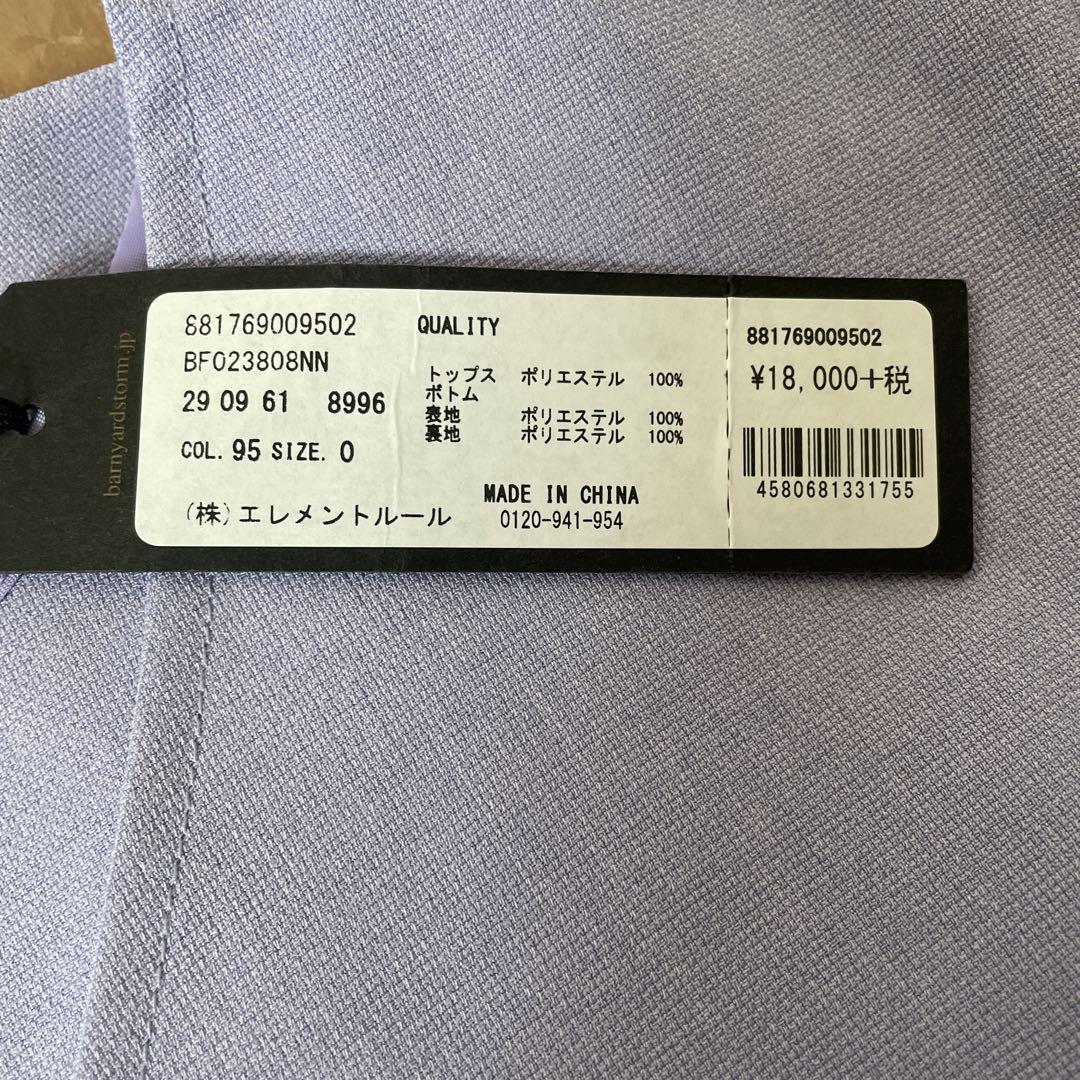 barnyardstorm.jp
881769009502
BF023808NN
29 09 61 8996
COL. 95 SIZE. 0
(株)エレメントルール
QUALITY
トップス ポリエステル 100%
ボトム
表地 ポリエステル 100%
裏地 ポリエステル 100%
MADE IN CHINA
0120-941-954
881769009502
¥18,000+税
4580681331755